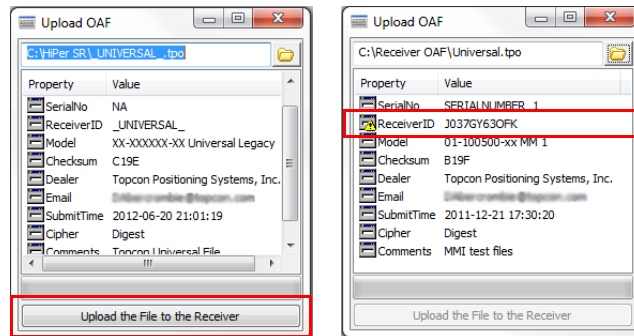 Upload OAF
C:\HiPer SR\_UNIVERSAL_.tpo
Property Value
SerialNo NA
ReceiverID _UNIVERSAL_
Model XX-XXXXXX-XX Universal Legacy
Checksum C19E
Dealer Topcon Positioning Systems, Inc.
Email
SubmitTime 2012-06-20 21:01:19
Cipher Digest
Comments Topcon Universal File
Upload the File to the Receiver
Upload OAF
C:\Receiver OAF\Universal.tpo
Property Value
SerialNo SERIALNUMBER 1
ReceiverID J037GY63OFK
Model 01-100500-xx MM 1
Checksum B19F
Dealer Topcon Positioning Systems, Inc.
Email
SubmitTime 2011-12-21 17:30:20
Cipher Digest
Comments MMI test files
Upload the File to the Receiver